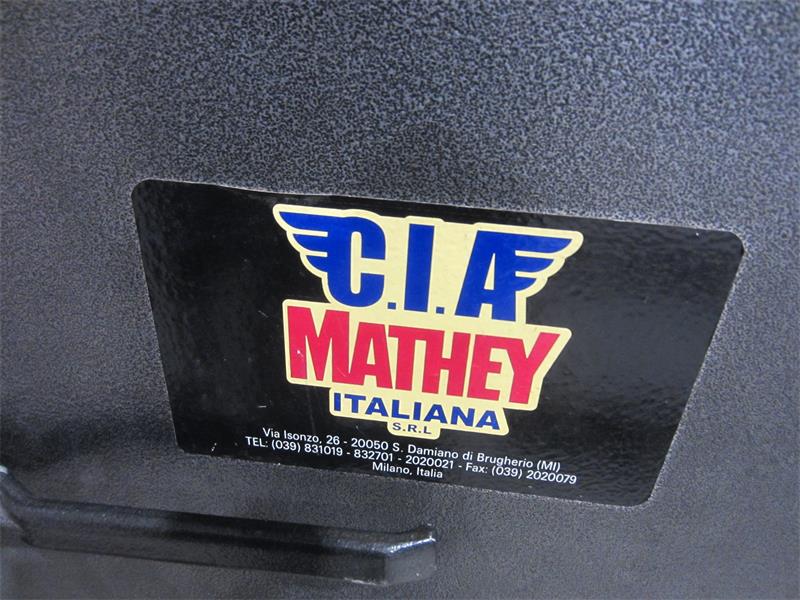 C.I.A
MATHEY
ITALIANA
S.R.L
Via Isonzo, 26 - 20050 S. Damiano di Brugherio (MI)
TEL: (039) 831019 - 832701 - 2020021 - Fax: (039) 2020079
Milano, Italia